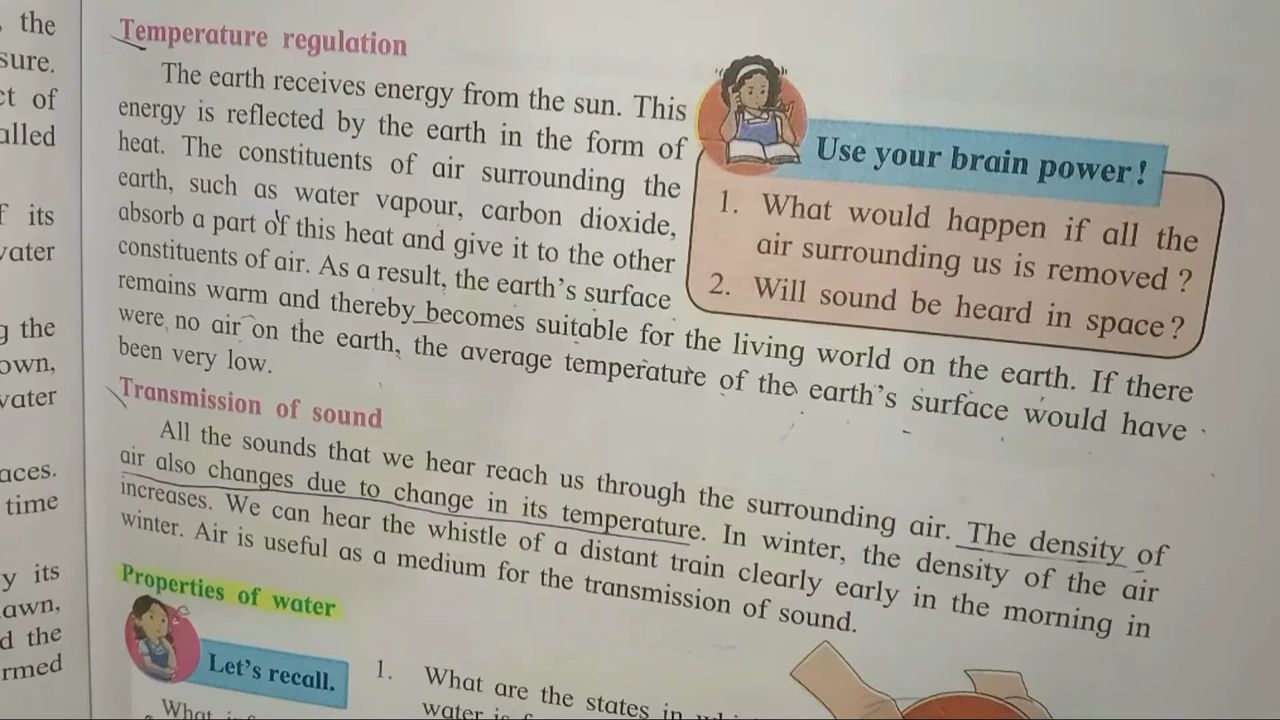 the
sure.
ct of
alled
f its
vater
g the
own,
vater
aces.
time
y its
awn,
d the
rmed
Temperature regulation
The earth receives energy from the sun. This
energy is reflected by the earth in the form of
heat. The constituents of air surrounding the
earth, such as water vapour, carbon dioxide,
absorb a part of this heat and give it to the other
constituents of air. As a result, the earth's surface
remains warm and thereby becomes suitable for the living world on the earth. If there
were no air on the earth, the average temperature of the earth's surface would have
been very low.
Use your brain power!
1. What would happen if all the
air surrounding us is removed ?
2. Will sound be heard in space ?
Transmission of sound
All the sounds that we hear reach us through the surrounding air. The density of
air also changes due to change in its temperature. In winter, the density of the air
increases. We can hear the whistle of a distant train clearly early in the morning in
winter. Air is useful as a medium for the transmission of sound.
Properties of water
Let's recall.
1. What are the states in
water
What